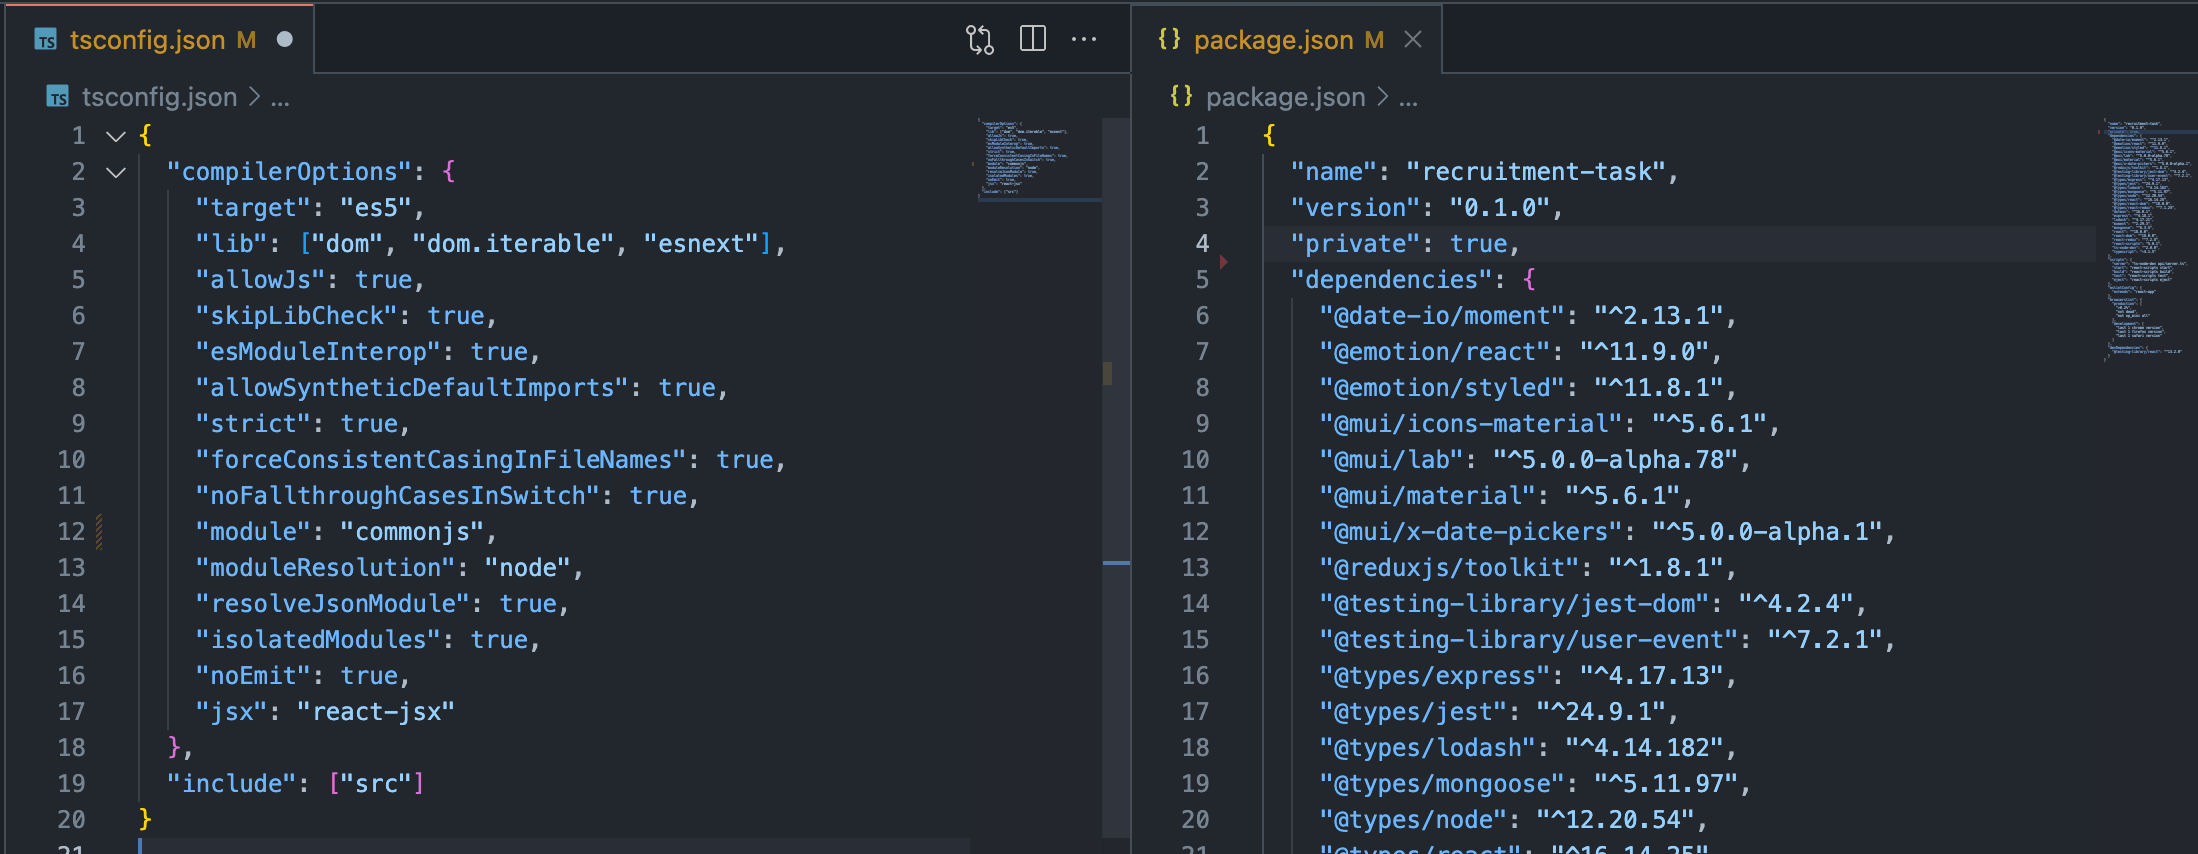 tsconfig.json M
tsconfig.json > ...
1 {
2 "compilerOptions": {
3 "target": "es5",
4 "lib": ["dom", "dom.iterable", "esnext"],
5 "allowJs": true,
6 "skipLibCheck": true,
7 "esModuleInterop": true,
8 "allowSyntheticDefaultImports": true,
9 "strict": true,
10 "forceConsistentCasingInFileNames": true,
11 "noFallthroughCasesInSwitch": true,
12 "module": "commonjs",
13 "moduleResolution": "node",
14 "resolveJsonModule": true,
15 "isolatedModules": true,
16 "noEmit": true,
17 "jsx": "react-jsx"
18 },
19 "include": ["src"]
20 }
21
package.json M
package.json > ...
1 {
2 "name": "recruitment-task",
3 "version": "0.1.0",
4 "private": true,
5 "dependencies": {
6 "@date-io/moment": "^2.13.1",
7 "@emotion/react": "^11.9.0",
8 "@emotion/styled": "^11.8.1",
9 "@mui/icons-material": "^5.6.1",
10 "@mui/lab": "^5.0.0-alpha.78",
11 "@mui/material": "^5.6.1",
12 "@mui/x-date-pickers": "^5.0.0-alpha.1",
13 "@reduxjs/toolkit": "^1.8.1",
14 "@testing-library/jest-dom": "^4.2.4",
15 "@testing-library/user-event": "^7.2.1",
16 "@types/express": "^4.17.13",
17 "@types/jest": "^24.9.1",
18 "@types/lodash": "^4.14.182",
19 "@types/mongoose": "^5.11.97",
20 "@types/node": "^12.20.54",
21 "@types/react": "^16.14.25"